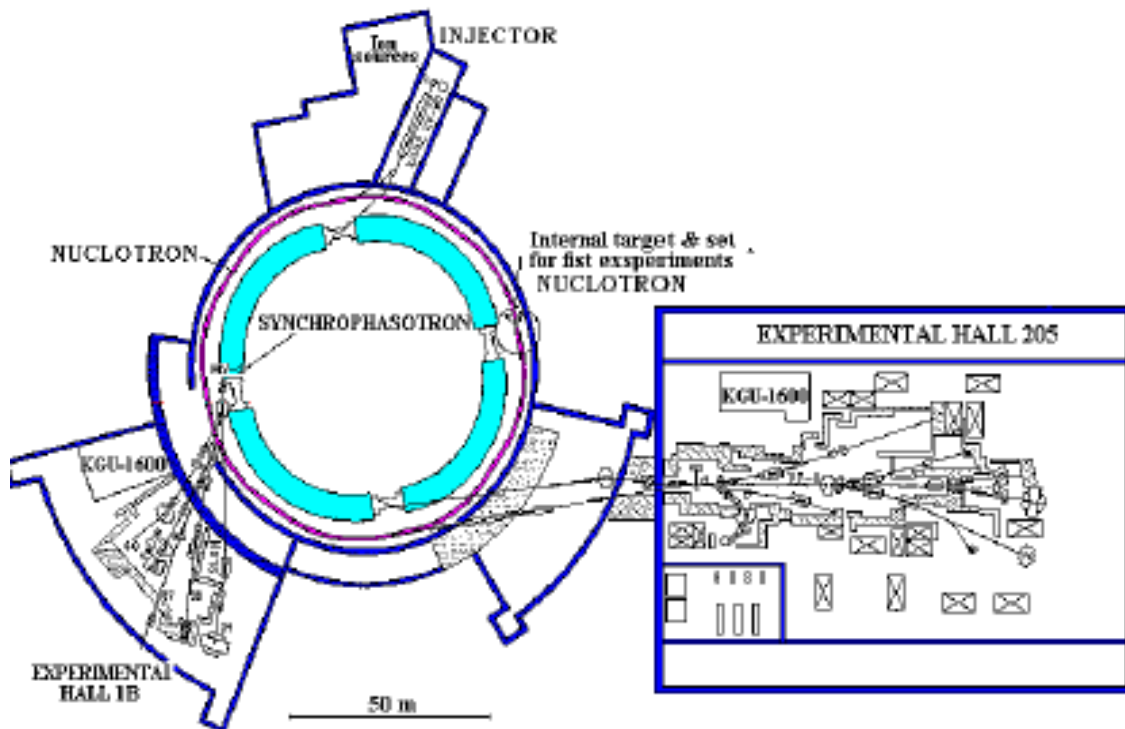 INJECTOR
Ion
sources
NUCLOTRON
Internal target & set
for fist exsperiments
NUCLOTRON
SYNCHROPHASOTRON
EXPERIMENTAL HALL 205
KGU-1600
KGU-1600
EXPERIMENTAL
HALL 1B
50 m